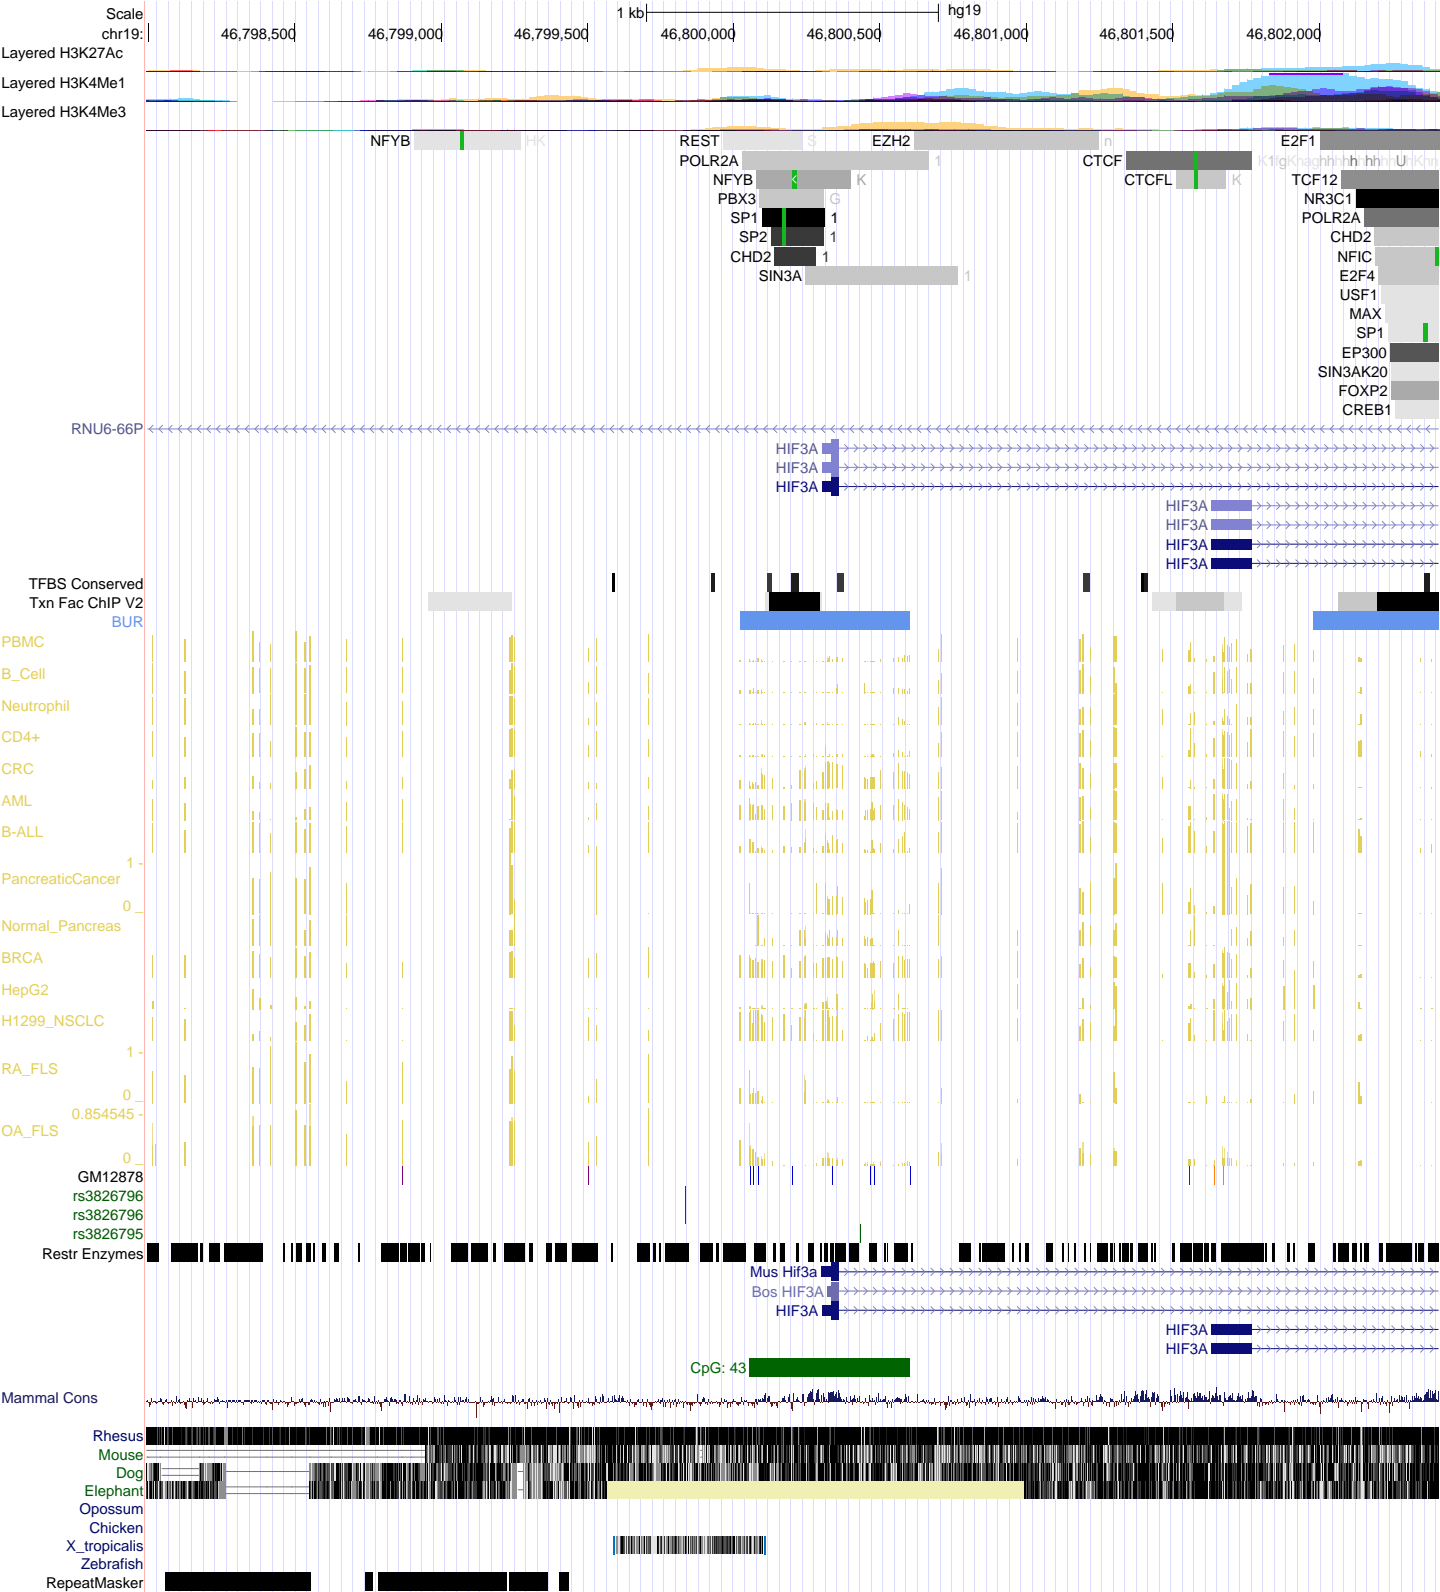 Scale 1 kb hg19
chr19: 46,798,500 46,799,000 46,799,500 46,800,000 46,800,500 46,801,000 46,801,500 46,802,000
Layered H3K27Ac
Layered H3K4Me1
Layered H3K4Me3
NFYB HK REST S EZH2 n E2F1
POLR2A 1 CTCF
NFYB K CTCFL K TCF12
PBX3 G NR3C1
SP1 1 POLR2A
SP2 1 CHD2
CHD2 1 NFIC
SIN3A 1 E2F4
USF1
MAX
SP1
EP300
SIN3AK20
FOXP2
CREB1
RNU6-66P
HIF3A
HIF3A
HIF3A
HIF3A
HIF3A
HIF3A
HIF3A
TFBS Conserved
Txn Fac ChIP V2
BUR
PBMC
B_Cell
Neutrophil
CD4+
CRC
AML
B-ALL
1 -
PancreaticCancer
0 _
Normal_Pancreas
BRCA
HepG2
H1299_NSCLC
1 -
RA_FLS
0 _
0.854545 -
OA_FLS
0 _
GM12878
rs3826796
rs3826796
rs3826795
Restr Enzymes
Mus Hif3a
Bos HIF3A
HIF3A
HIF3A
HIF3A
CpG: 43
Mammal Cons
Rhesus
Mouse
Dog
Elephant
Opossum
Chicken
X_tropicalis
Zebrafish
RepeatMasker